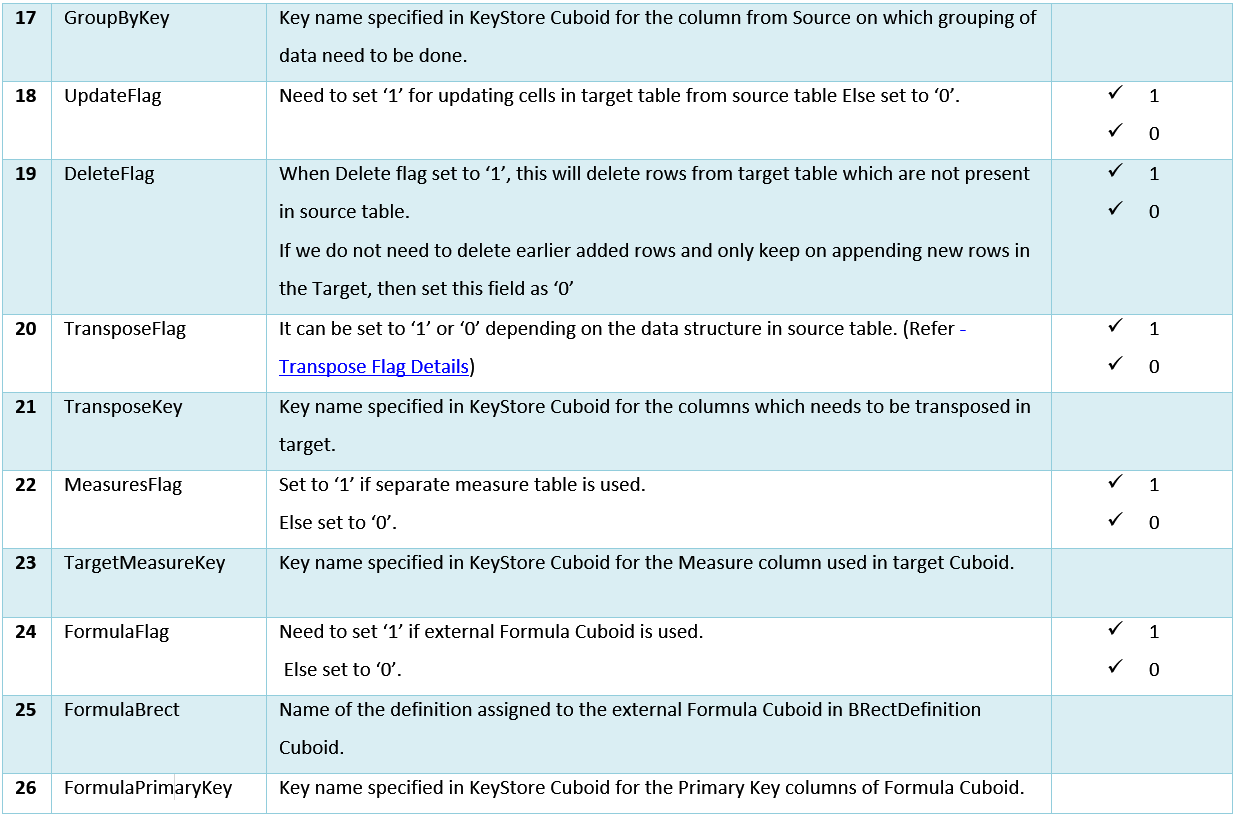 17 GroupByKey Key name specified in KeyStore Cuboid for the column from Source on which grouping of
data need to be done.
18 UpdateFlag Need to set ‘1’ for updating cells in target table from source table Else set to ‘0’. ✓ 1
✓ 0
19 DeleteFlag When Delete flag set to ‘1’, this will delete rows from target table which are not present ✓ 1
in source table. ✓ 0
If we do not need to delete earlier added rows and only keep on appending new rows in
the Target, then set this field as ‘0’
20 TransposeFlag It can be set to ‘1’ or ‘0’ depending on the data structure in source table. (Refer - ✓ 1
Transpose Flag Details) ✓ 0
21 TransposeKey Key name specified in KeyStore Cuboid for the columns which needs to be transposed in
target.
22 MeasuresFlag Set to ‘1’ if separate measure table is used. ✓ 1
Else set to ‘0’. ✓ 0
23 TargetMeasureKey Key name specified in KeyStore Cuboid for the Measure column used in target Cuboid.
24 FormulaFlag Need to set ‘1’ if external Formula Cuboid is used. ✓ 1
Else set to ‘0’. ✓ 0
25 FormulaBrect Name of the definition assigned to the external Formula Cuboid in BRectDefinition
Cuboid.
26 FormulaPrimaryKey Key name specified in KeyStore Cuboid for the Primary Key columns of Formula Cuboid.